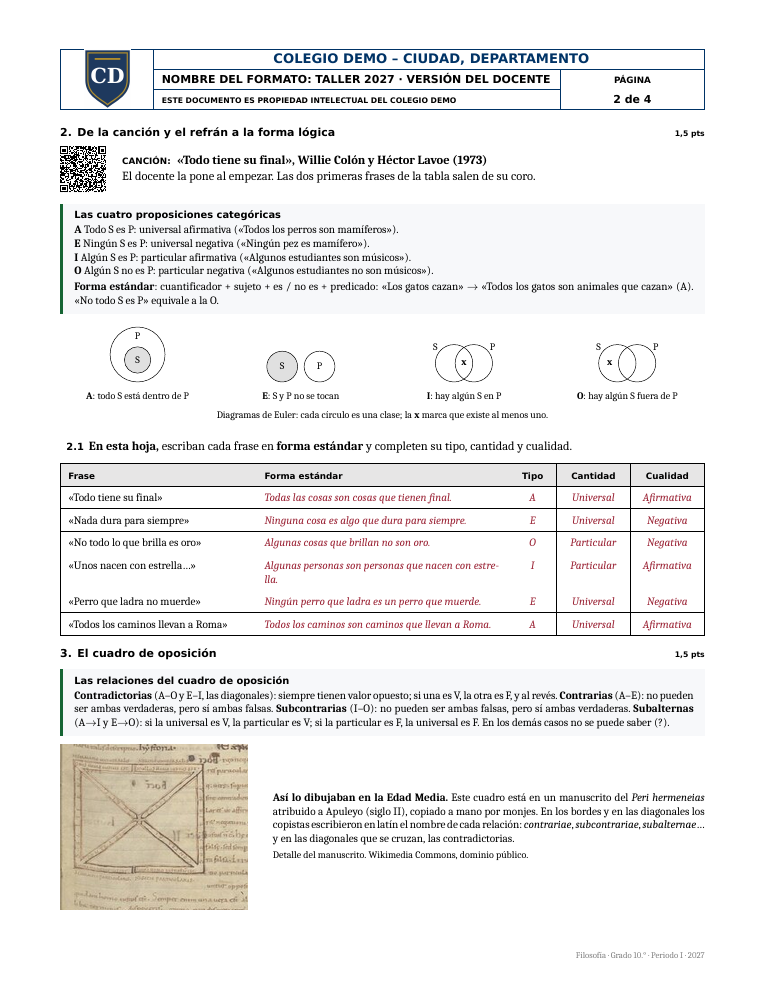 CD
COLEGIO DEMO – CIUDAD, DEPARTAMENTO
NOMBRE DEL FORMATO: TALLER 2027 · VERSIÓN DEL DOCENTE
PÁGINA
ESTE DOCUMENTO ES PROPIEDAD INTELECTUAL DEL COLEGIO DEMO
2 de 4
2. De la canción y el refrán a la forma lógica 1,5 pts
CANCIÓN: «Todo tiene su final», Willie Colón y Héctor Lavoe (1973)
El docente la pone al empezar. Las dos primeras frases de la tabla salen de su coro.
Las cuatro proposiciones categóricas
A Todo S es P: universal afirmativa («Todos los perros son mamíferos»).
E Ningún S es P: universal negativa («Ningún pez es mamífero»).
I Algún S es P: particular afirmativa («Algunos estudiantes son músicos»).
O Algún S no es P: particular negativa («Algunos estudiantes no son músicos»).
Forma estándar: cuantificador + sujeto + es / no es + predicado: «Los gatos cazan» → «Todos los gatos son animales que cazan» (A).
«No todo S es P» equivale a la O.
P
S
S P
S P
x
S P
x
A: todo S está dentro de P
E: S y P no se tocan
I: hay algún S en P
O: hay algún S fuera de P
Diagramas de Euler: cada círculo es una clase; la x marca que existe al menos uno.
2.1 En esta hoja, escriban cada frase en forma estándar y completen su tipo, cantidad y cualidad.
Frase Forma estándar Tipo Cantidad Cualidad
«Todo tiene su final» Todas las cosas son cosas que tienen final. A Universal Afirmativa
«Nada dura para siempre» Ninguna cosa es algo que dura para siempre. E Universal Negativa
«No todo lo que brilla es oro» Algunas cosas que brillan no son oro. O Particular Negativa
«Unos nacen con estrella…» Algunas personas son personas que nacen con estre- I Particular Afirmativa
lla.
«Perro que ladra no muerde» Ningún perro que ladra es un perro que muerde. E Universal Negativa
«Todos los caminos llevan a Roma» Todos los caminos son caminos que llevan a Roma. A Universal Afirmativa
3. El cuadro de oposición 1,5 pts
Las relaciones del cuadro de oposición
Contradictorias (A–O y E–I, las diagonales): siempre tienen valor opuesto; si una es V, la otra es F, y al revés. Contrarias (A–E): no pueden
ser ambas verdaderas, pero sí ambas falsas. Subcontrarias (I–O): no pueden ser ambas falsas, pero sí ambas verdaderas. Subalternas
(A→I y E→O): si la universal es V, la particular es V; si la particular es F, la universal es F. En los demás casos no se puede saber (?).
Así lo dibujaban en la Edad Media. Este cuadro está en un manuscrito del Peri hermeneias
atribuido a Apuleyo (siglo II), copiado a mano por monjes. En los bordes y en las diagonales los
copistas escribieron en latín el nombre de cada relación: contrariae, subcontrariae, subalternae…
y en las diagonales que se cruzan, las contradictorias.
Detalle del manuscrito. Wikimedia Commons, dominio público.
Filosofía · Grado 10.° · Periodo I · 2027